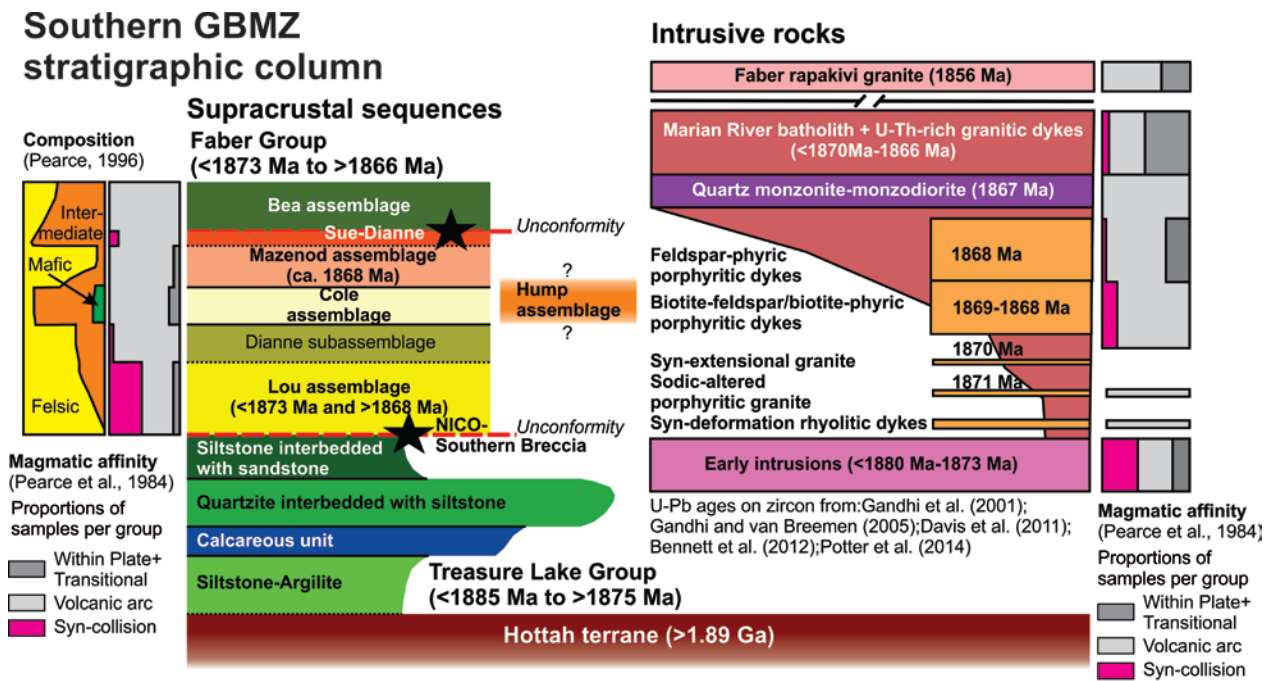 Southern GBMZ
stratigraphic column
Supracrustal sequences
Faber Group
(<1873 Ma to >1866 Ma)
Composition
(Pearce, 1996)
Inter-
mediate
Mafic
Felsic
Bea assemblage
Unconformity
Sue-Dianne
Mazenod assemblage
(ca. 1868 Ma)
?
Hump
assemblage
?
Cole
assemblage
Dianne subassemblage
Lou assemblage
(<1873 Ma and >1868 Ma)
NICO-
Southern Breccia
Unconformity
Siltstone interbedded
with sandstone
Quartzite interbedded with siltstone
Calcareous unit
Siltstone-Argilite
Treasure Lake Group
(<1885 Ma to >1875 Ma)
Hottah terrane (>1.89 Ga)
Magmatic affinity
(Pearce et al., 1984)
Proportions of
samples per group
Within Plate+
Transitional
Volcanic arc
Syn-collision
Intrusive rocks
Faber rapakivi granite (1856 Ma)
Marian River batholith + U-Th-rich granitic dykes
(<1870Ma-1866 Ma)
Quartz monzonite-monzodiorite (1867 Ma)
Feldspar-phyric
porphyritic dykes
1868 Ma
Biotite-feldspar/biotite-phyric
porphyritic dykes
1869-1868 Ma
Syn-extensional granite
1870 Ma
Sodic-altered
porphyritic granite
1871 Ma
Syn-deformation rhyolitic dykes
Early intrusions (<1880 Ma-1873 Ma)
U-Pb ages on zircon from:Gandhi et al. (2001);
Gandhi and van Breemen (2005);Davis et al. (2011);
Bennett et al. (2012);Potter et al. (2014)
Magmatic affinity
(Pearce et al., 1984)
Proportions of
samples per group
Within Plate+
Transitional
Volcanic arc
Syn-collision